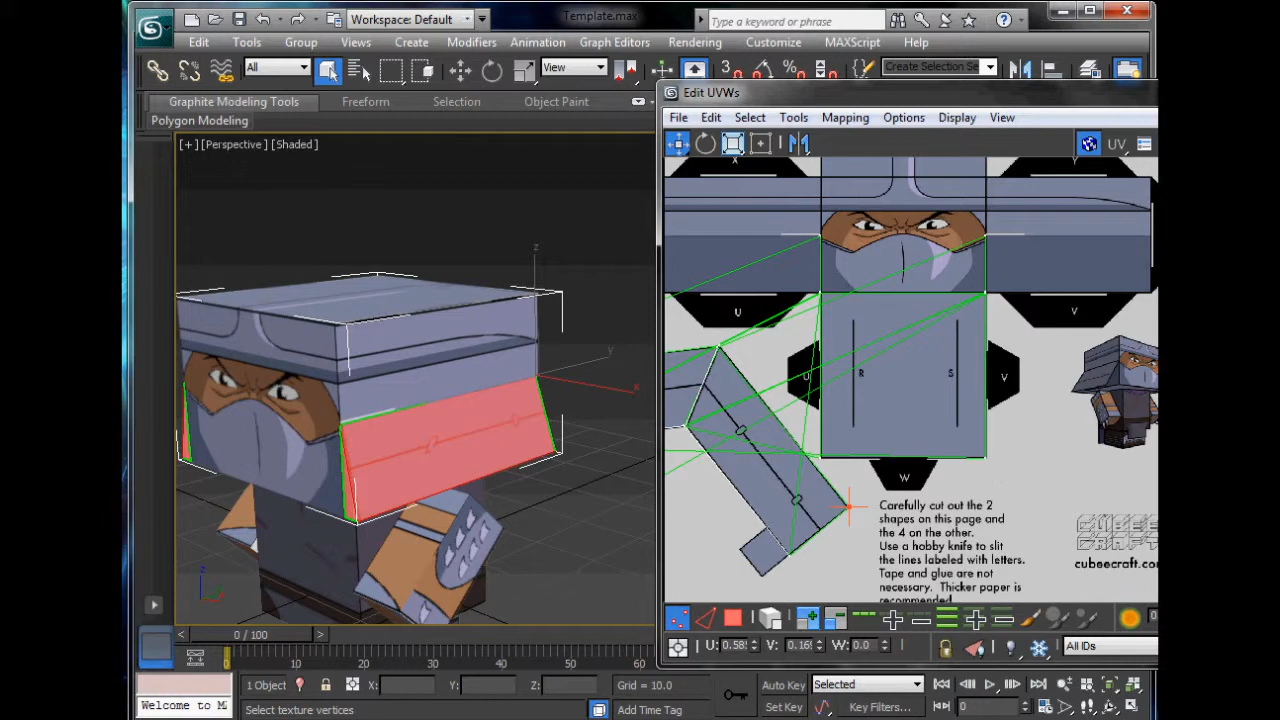 Workspace: Default
Template.max
Type a keyword or phrase
Edit
Tools
Group
Views
Create
Modifiers
Animation
Graph Editors
Rendering
Customize
MAXScript
Help
All
View
3
%
Create Selection Se
Graphite Modeling Tools
Freeform
Selection
Object Paint
Polygon Modeling
[+] [Perspective ] [Shaded]
z
y
x
z
Edit UVWs
File
Edit
Select
Tools
Mapping
Options
Display
View
UV
X
Y
U
V
U
R
S
V
W
Carefully cut out the 2
shapes on this page and
the 4 on the other.
Use a hobby knife to slit
the lines labeled with letters.
Tape and glue are not
necessary. Thicker paper is
recommended
CUBEE
CRAFT
cubeecraft.co
U:
V:
W:
0.0
All IDs
0 / 100
0
10
20
30
40
50
60
1 Object
X:
Y:
Z:
Grid = 10.0
Auto Key
Selected
Welcome to M
Select texture vertices
Add Time Tag
Set Key
Key Filters...
0